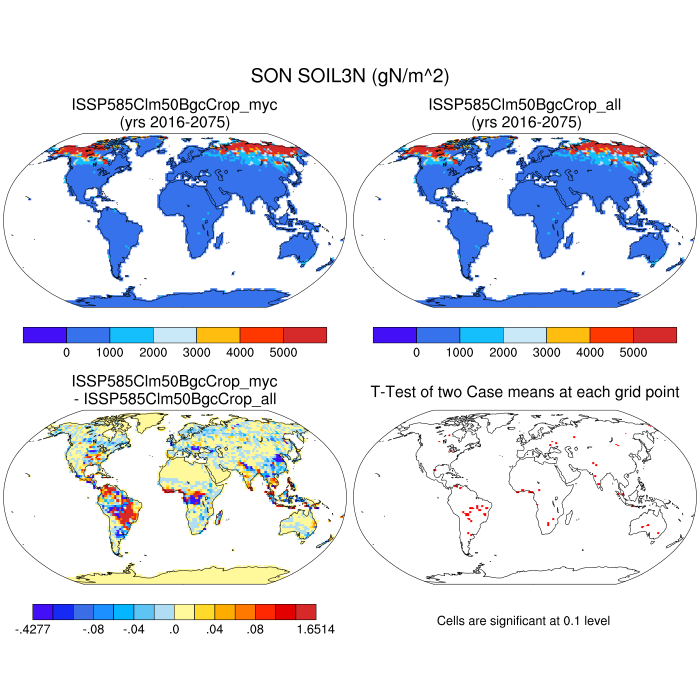 SON SOIL3N (gN/m^2)
ISSP585Clm50BgcCrop_myc
(yrs 2016-2075)
ISSP585Clm50BgcCrop_all
(yrs 2016-2075)
0 1000 2000 3000 4000 5000
0 1000 2000 3000 4000 5000
ISSP585Clm50BgcCrop_myc
- ISSP585Clm50BgcCrop_all
T-Test of two Case means at each grid point
-.4277 -.08 -.04 .0 .04 .08 1.6514
Cells are significant at 0.1 level